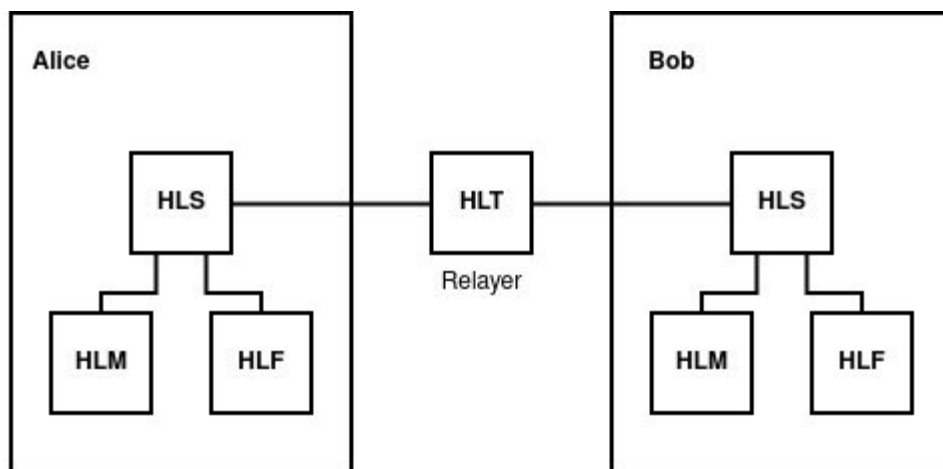 Alice
Bob
HLS
HLT
HLS
Relayer
HLM
HLF
HLM
HLF